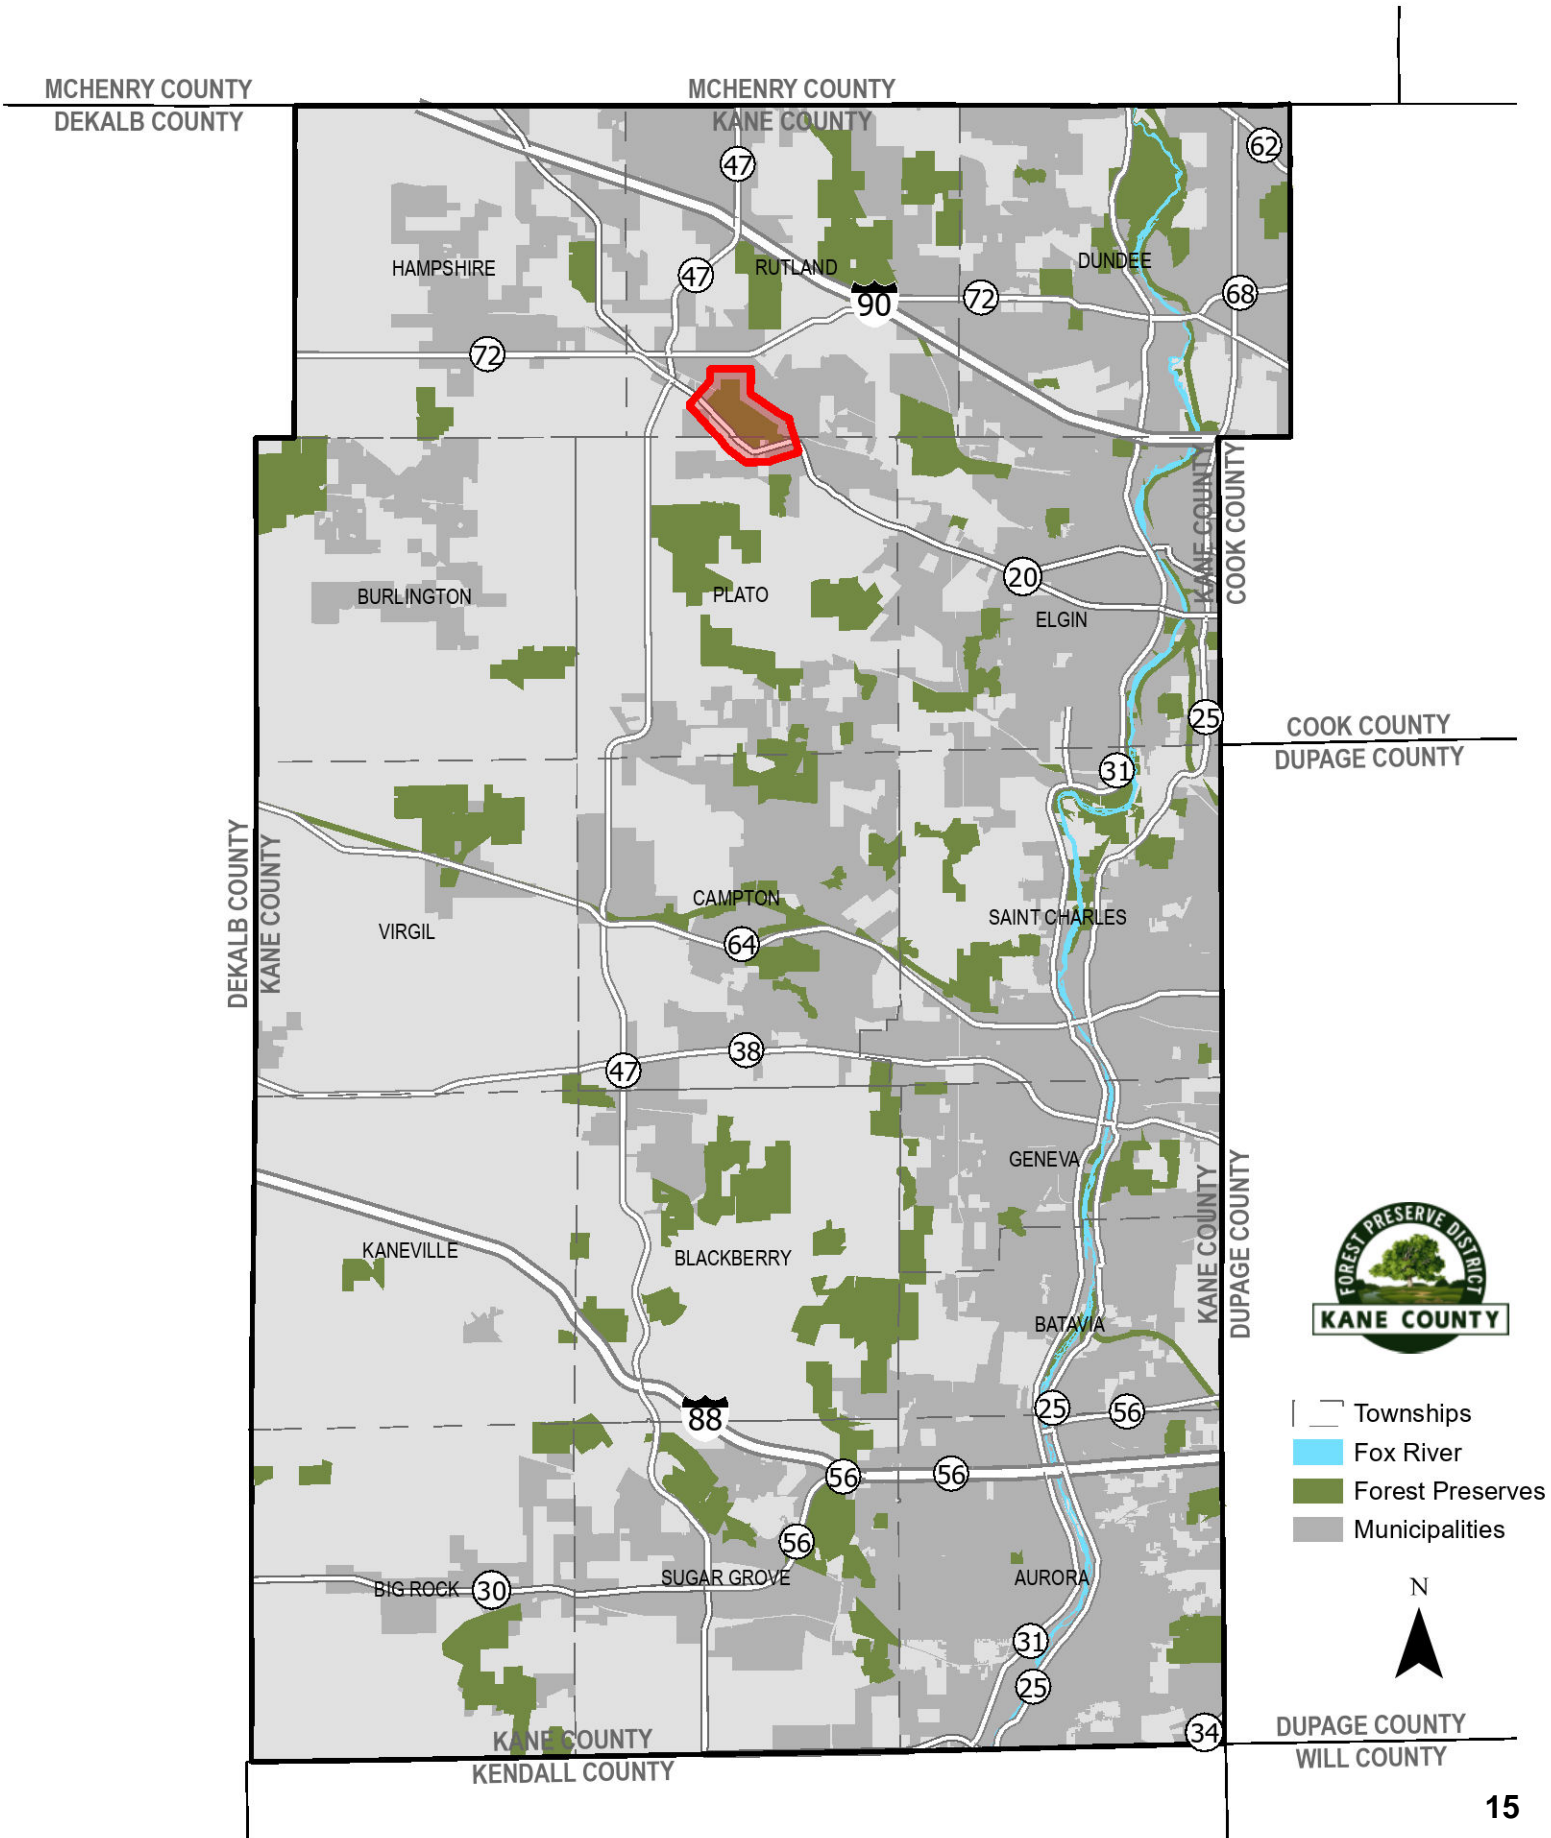 MCHENRY COUNTY
DEKALB COUNTY
MCHENRY COUNTY
KANE COUNTY
62
47
HAMPSHIRE
47
RUTLAND
DUNDEE
90
72
68
72
KANE COUNTY
COOK COUNTY
BURLINGTON
PLATO
20
ELGIN
25
COOK COUNTY
DUPAGE COUNTY
31
DEKALB COUNTY
KANE COUNTY
VIRGIL
CAMPTON
64
SAINT CHARLES
47
38
GENEVA
KANE COUNTY
DUPAGE COUNTY
KANEVILLE
BLACKBERRY
BATAVIA
FOREST PRESERVE DISTRICT
KANE COUNTY
88
25
56
56
56
56
Townships
Fox River
Forest Preserves
Municipalities
BIG ROCK
30
SUGAR GROVE
AURORA
N
31
25
34
KANE COUNTY
KENDALL COUNTY
DUPAGE COUNTY
WILL COUNTY
15